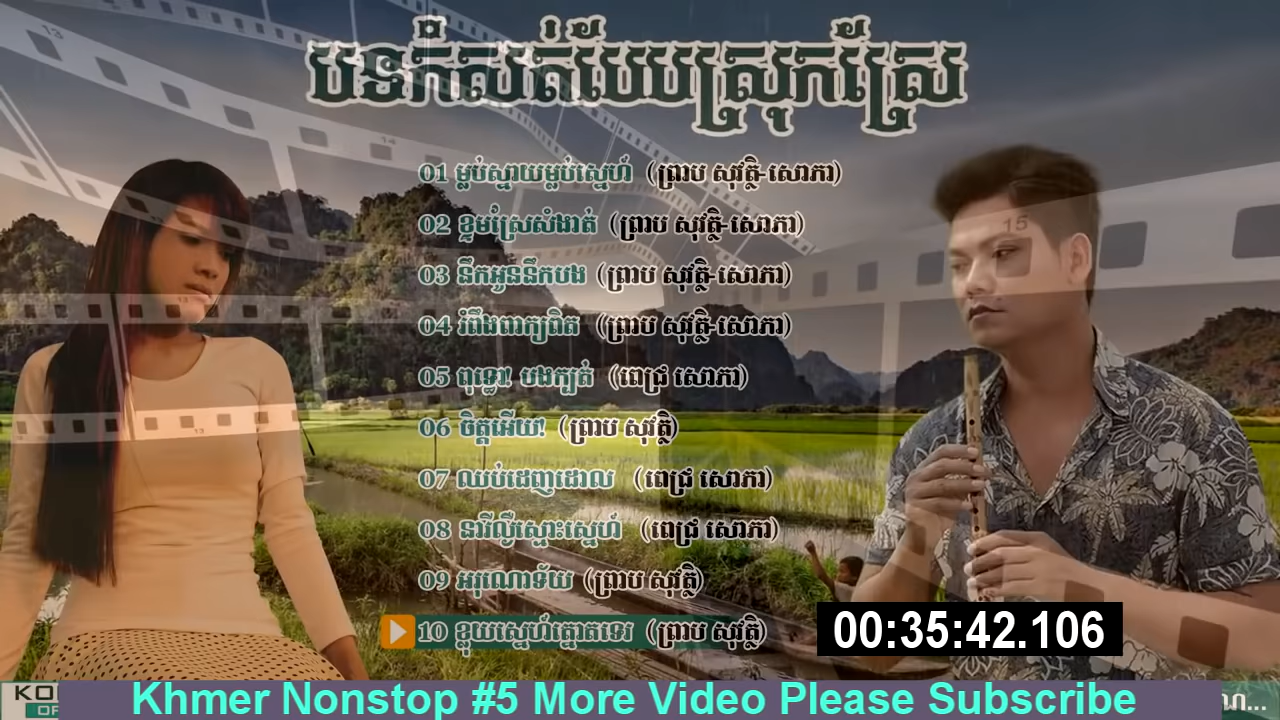 បទកំសត់បែបស្រុកស្រែ
01 ម្លប់ស្វាយម្លប់ស្នេហ៍ (ព្រាប សុវត្ថិ-សោភា)
02 ខ្ទមស្រែសំងាត់ (ព្រាប សុវត្ថិ-សោភា)
03 នឹកអូននឹកបង (ព្រាប សុវត្ថិ-សោភា)
04 រំពឹងពាក្យពិត (ព្រាប សុវត្ថិ-សោភា)
05 ពុទ្ធោ! បងក្បត់ (ពេជ្រ សោភា)
06 ចិត្តអើយ! (ព្រាប សុវត្ថិ)
07 ឈប់ដេញដោល (ពេជ្រ សោភា)
08 នារីល្ងីស្មោះស្នេហ៍ (ពេជ្រ សោភា)
09 អរុណោទ័យ (ព្រាប សុវត្ថិ)
10 ខ្លុយស្នេហ៍ត្នោតទេរ (ព្រាប សុវត្ថិ)
00:35:42.106
Khmer Nonstop #5 More Video Please Subscribe